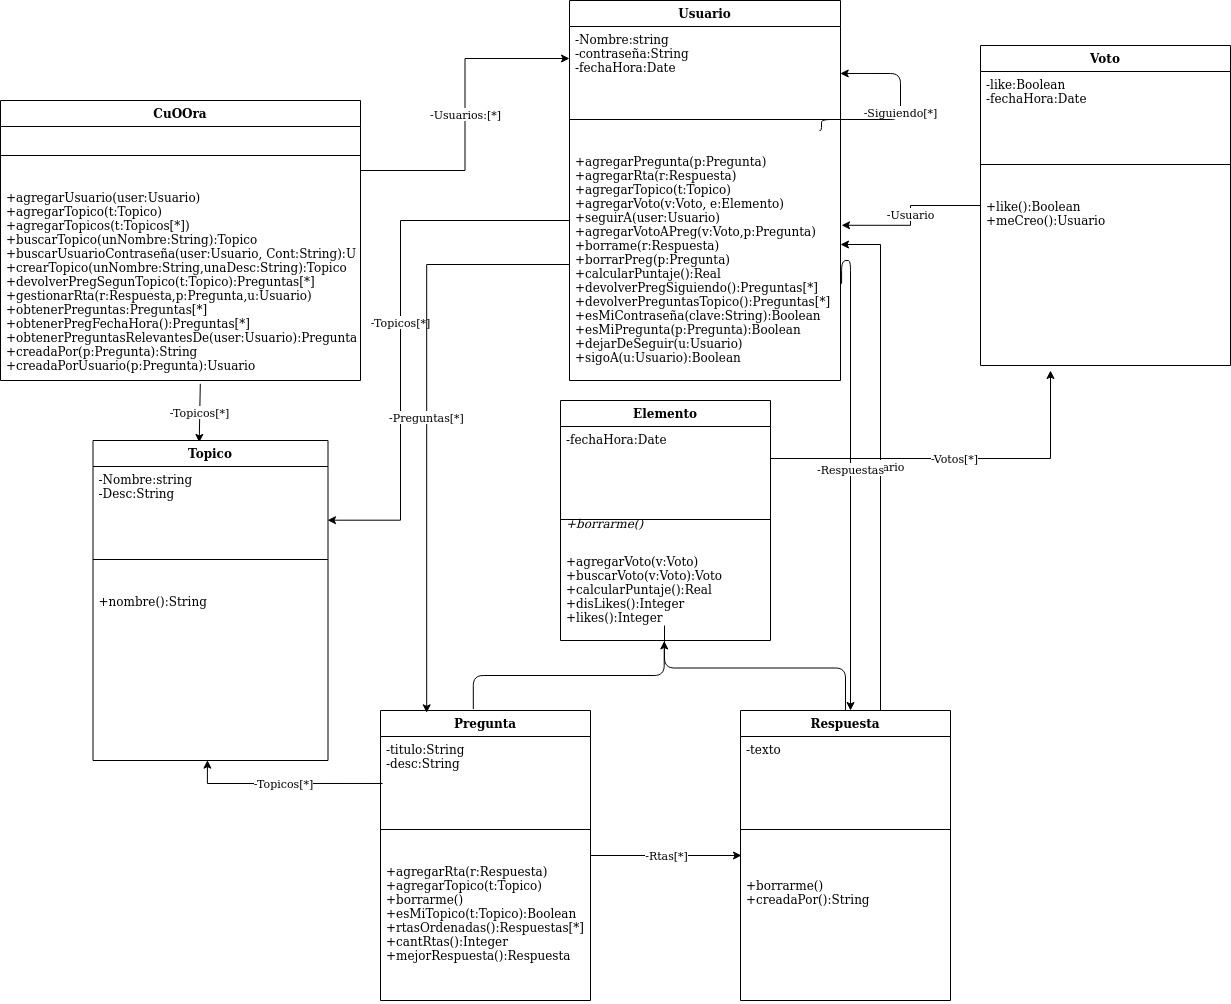 CuOOra
+agregarUsuario(user:Usuario)
+agregarTopico(t:Topico)
+agregarTopicos(t:Topicos[*])
+buscarTopico(unNombre:String):Topico
+buscarUsuarioContraseña(user:Usuario, Cont:String):U
+crearTopico(unNombre:String,unaDesc:String):Topico
+devolverPregSegunTopico(t:Topico):Preguntas[*]
+gestionarRta(r:Respuesta,p:Pregunta,u:Usuario)
+obtenerPreguntas:Preguntas[*]
+obtenerPregFechaHora():Preguntas[*]
+obtenerPreguntasRelevantesDe(user:Usuario):Pregunta
+creadaPor(p:Pregunta):String
+creadaPorUsuario(p:Pregunta):Usuario
-Usuarios:[*]
Usuario
-Nombre:string
-contraseña:String
-fechaHora:Date
+agregarPregunta(p:Pregunta)
+agregarRta(r:Respuesta)
+agregarTopico(t:Topico)
+agregarVoto(v:Voto, e:Elemento)
+seguirA(user:Usuario)
+agregarVotoAPreg(v:Voto,p:Pregunta)
+borrame(r:Respuesta)
+borrarPreg(p:Pregunta)
+calcularPuntaje():Real
+devolverPregSiguiendo():Preguntas[*]
+devolverPreguntasTopico():Preguntas[*]
+esMiContraseña(clave:String):Boolean
+esMiPregunta(p:Pregunta):Boolean
+dejarDeSeguir(u:Usuario)
+sigoA(u:Usuario):Boolean
-Siguiendo[*]
Voto
-like:Boolean
-fechaHora:Date
+like():Boolean
+meCreo():Usuario
-Usuario
-Topicos[*]
-Topicos[*]
-Preguntas[*]
Topico
-Nombre:string
-Desc:String
+nombre():String
Elemento
-fechaHora:Date
+borrarme()
+agregarVoto(v:Voto)
+buscarVoto(v:Voto):Voto
+calcularPuntaje():Real
+disLikes():Integer
+likes():Integer
-Votos[*]
-Respuestas
ario
Pregunta
-titulo:String
-desc:String
+agregarRta(r:Respuesta)
+agregarTopico(t:Topico)
+borrarme()
+esMiTopico(t:Topico):Boolean
+rtasOrdenadas():Respuestas[*]
+cantRtas():Integer
+mejorRespuesta():Respuesta
-Topicos[*]
-Rtas[*]
Respuesta
-texto
+borrarme()
+creadaPor():String